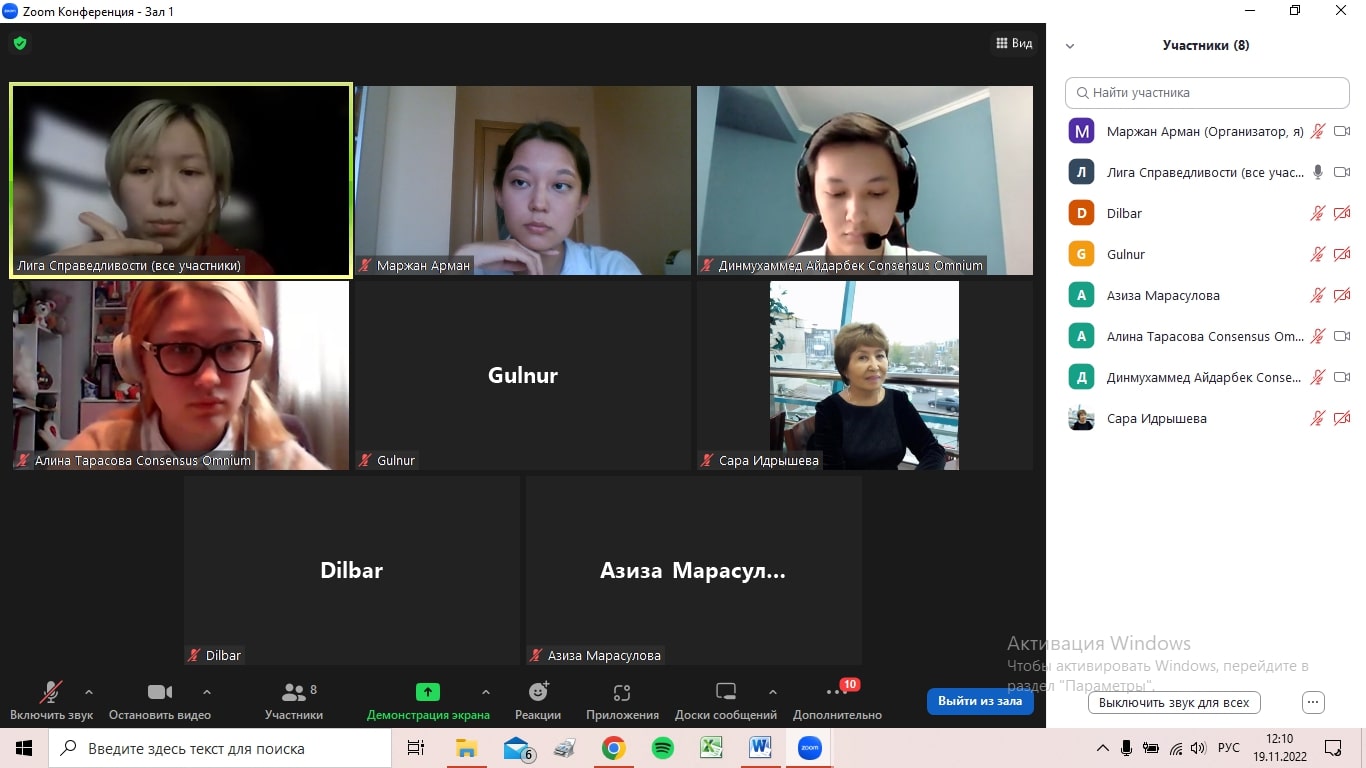 Zoom Конференция - Зал 1
Вид
Лига Справедливости (все участники)
Маржан Арман
Динмухаммед Айдарбек Consensus Omnium
Алина Тарасова Consensus Omnium
Gulnur
Gulnur
Сара Идрышева
Dilbar
Dilbar
Азиза Марасул...
Азиза Марасулова
Участники (8)
Найти участника
М
Маржан Арман (Организатор, я)
Л
Лига Справедливости (все учас...
D
Dilbar
G
Gulnur
А
Азиза Марасулова
А
Алина Тарасова Consensus Om...
Д
Динмухаммед Айдарбек Conse...
Сара Идрышева
Активация Windows
Чтобы активировать Windows, перейдите в
раздел "Параметры".
Выключить звук для всех
...
Включить звук
Остановить видео
8
Участники
Демонстрация экрана
Реакции
Приложения
Доски сообщений
10
Дополнительно
Выйти из зала
Введите здесь текст для поиска
6
zoom
РУС
12:10
19.11.2022